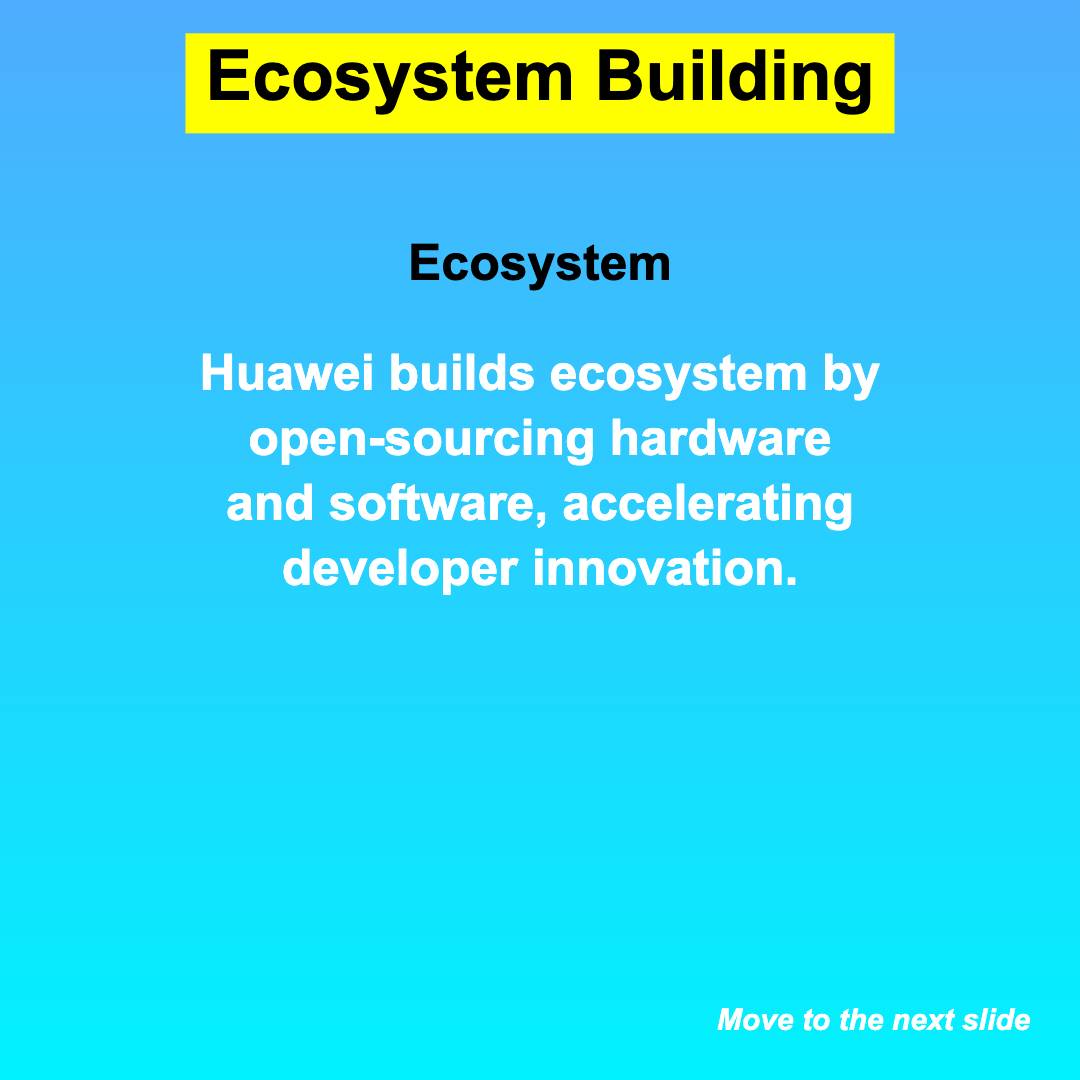 Ecosystem Building
Ecosystem
Huawei builds ecosystem by
open-sourcing hardware
and software, accelerating
developer innovation.
Move to the next slide